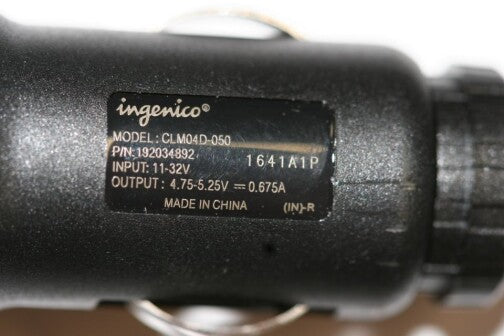 ingenico®
MODEL: CLM04D-050
P/N:192034892
1641A1P
INPUT: 11-32V
OUTPUT : 4.75-5.25V ⎓ 0.675A
MADE IN CHINA (IN)-R